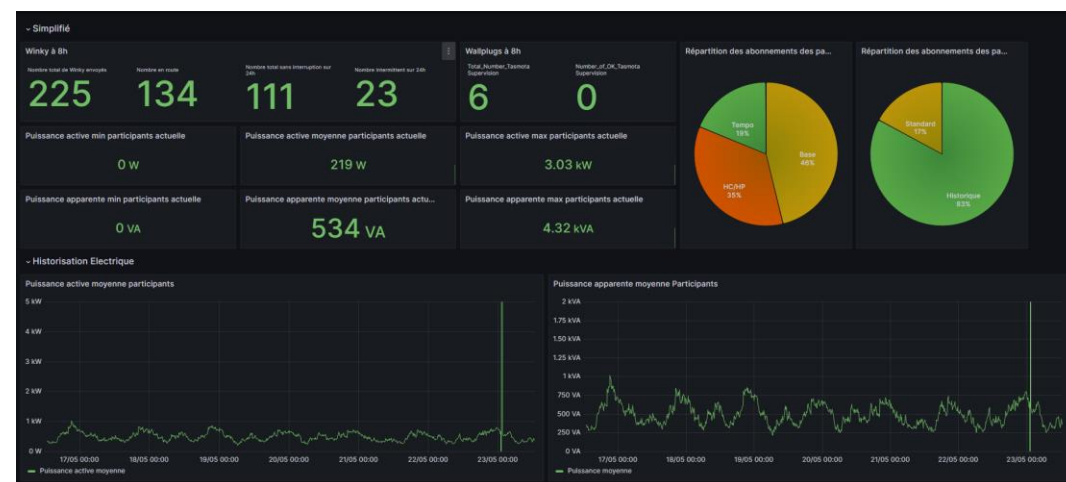 Simplifié
Winky à 8h
Nombre total de Winky envoyés
225
Nombre en route
134
Nombre total sans interruption sur 24h
111
Nombre intermittent sur 24h
23
Wallplugs à 8h
Total_Number_Tasmota Supervision
6
Number_of_OK_Tasmota Supervision
0
Répartition des abonnements des pa...
Tempo
19%
Base
46%
HC/HP
35%
Répartition des abonnements des pa...
Standard
17%
Historique
83%
Puissance active min participants actuelle
0 W
Puissance active moyenne participants actuelle
219 W
Puissance active max participants actuelle
3.03 kW
Puissance apparente min participants actuelle
0 VA
Puissance apparente moyenne participants actu...
534 VA
Puissance apparente max participants actuelle
4.32 kVA
Historisation Electrique
Puissance active moyenne participants
5 kW
4 kW
3 kW
2 kW
1 kW
0 W
17/05 00:00 18/05 00:00 19/05 00:00 20/05 00:00 21/05 00:00 22/05 00:00 23/05 00:00
Puissance active moyenne
Puissance apparente moyenne Participants
2 kVA
1.75 kVA
1.50 kVA
1.25 kVA
1 kVA
750 VA
500 VA
250 VA
0 VA
17/05 00:00 18/05 00:00 19/05 00:00 20/05 00:00 21/05 00:00 22/05 00:00 23/05 00:00
Puissance moyenne